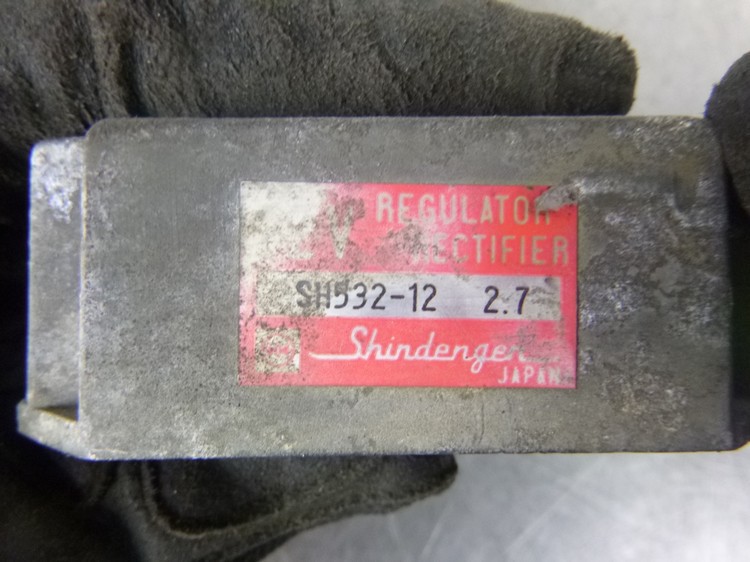 REGULATOR
RECTIFIER
SH532-12 2.7
Shindengen
JAPAN